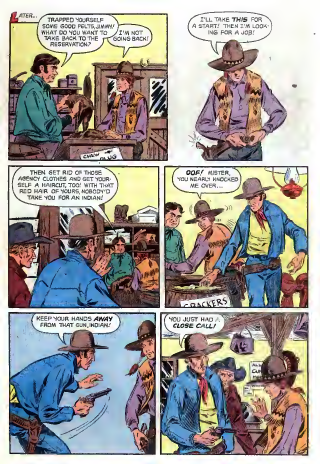 LATER...
TRAPPED YOURSELF
SOME GOOD PELTS, JIMMY!
WHAT DO YOU WANT TO
TAKE BACK TO THE
RESERVATION?
I'M NOT
GOING BACK!
CHAW
PLUG
I'LL TAKE THIS FOR
A START! THEN I'M LOOK-
ING FOR A JOB!
THEN GET RID OF THOSE
AGENCY CLOTHES AND GET YOUR-
SELF A HAIRCUT, TOO! WITH THAT
RED HAIR OF YOURS, NOBODY'D
TAKE YOU FOR AN INDIAN!
OOF! MISTER,
YOU NEARLY KNOCKED
ME OVER...
CRACKERS
KEEP YOUR HANDS AWAY
FROM THAT GUN, INDIAN!
YOU JUST HAD A
CLOSE CALL!